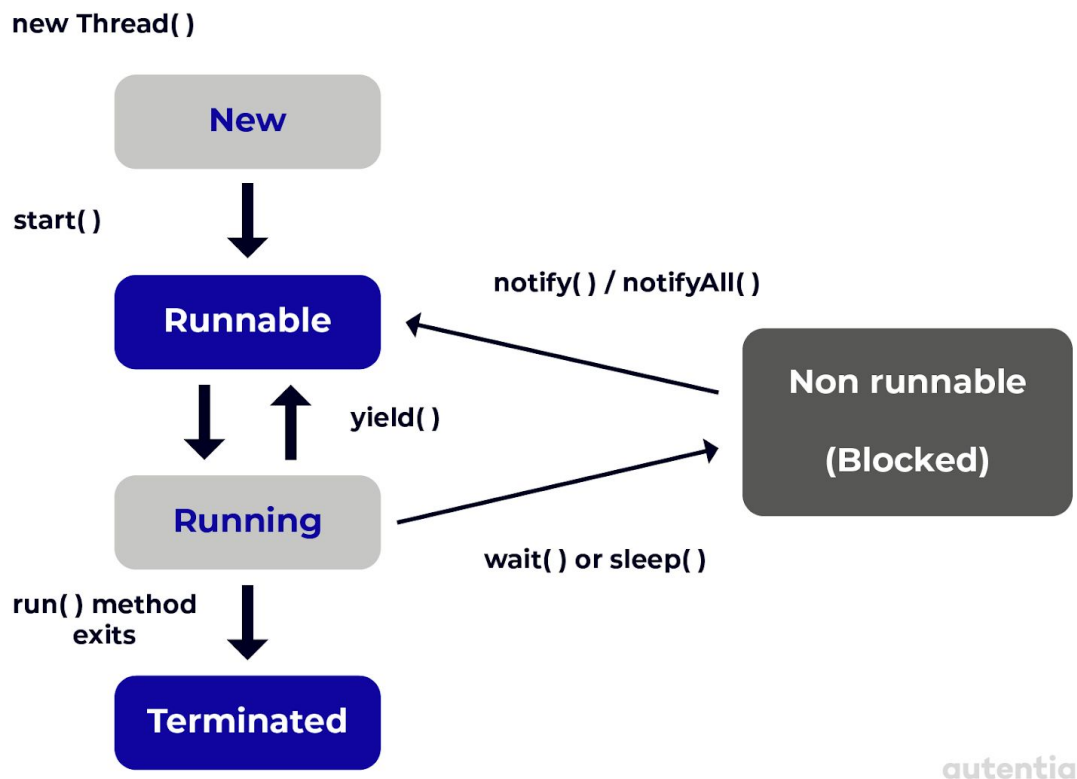 new Thread( )
New
start( )
notify( ) / notifyAll( )
Runnable
Non runnable
(Blocked)
yield( )
Running
wait( ) or sleep( )
run( ) method
exits
Terminated
autentia